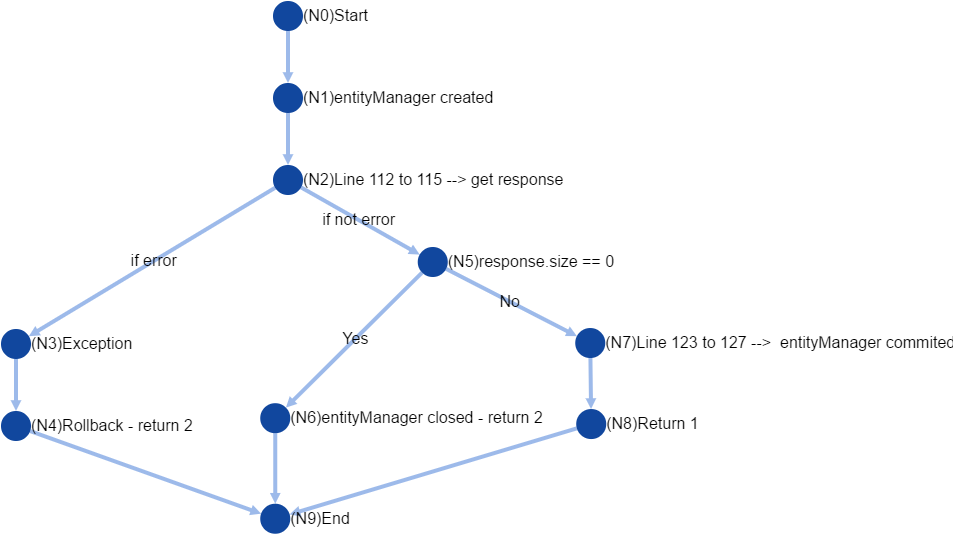 (N0)Start
(N1)entityManager created
(N2)Line 112 to 115 --> get response
if not error
if error
(N5)response.size == 0
No
Yes
(N3)Exception
(N7)Line 123 to 127 --> entityManager commited
(N6)entityManager closed - return 2
(N4)Rollback - return 2
(N8)Return 1
(N9)End